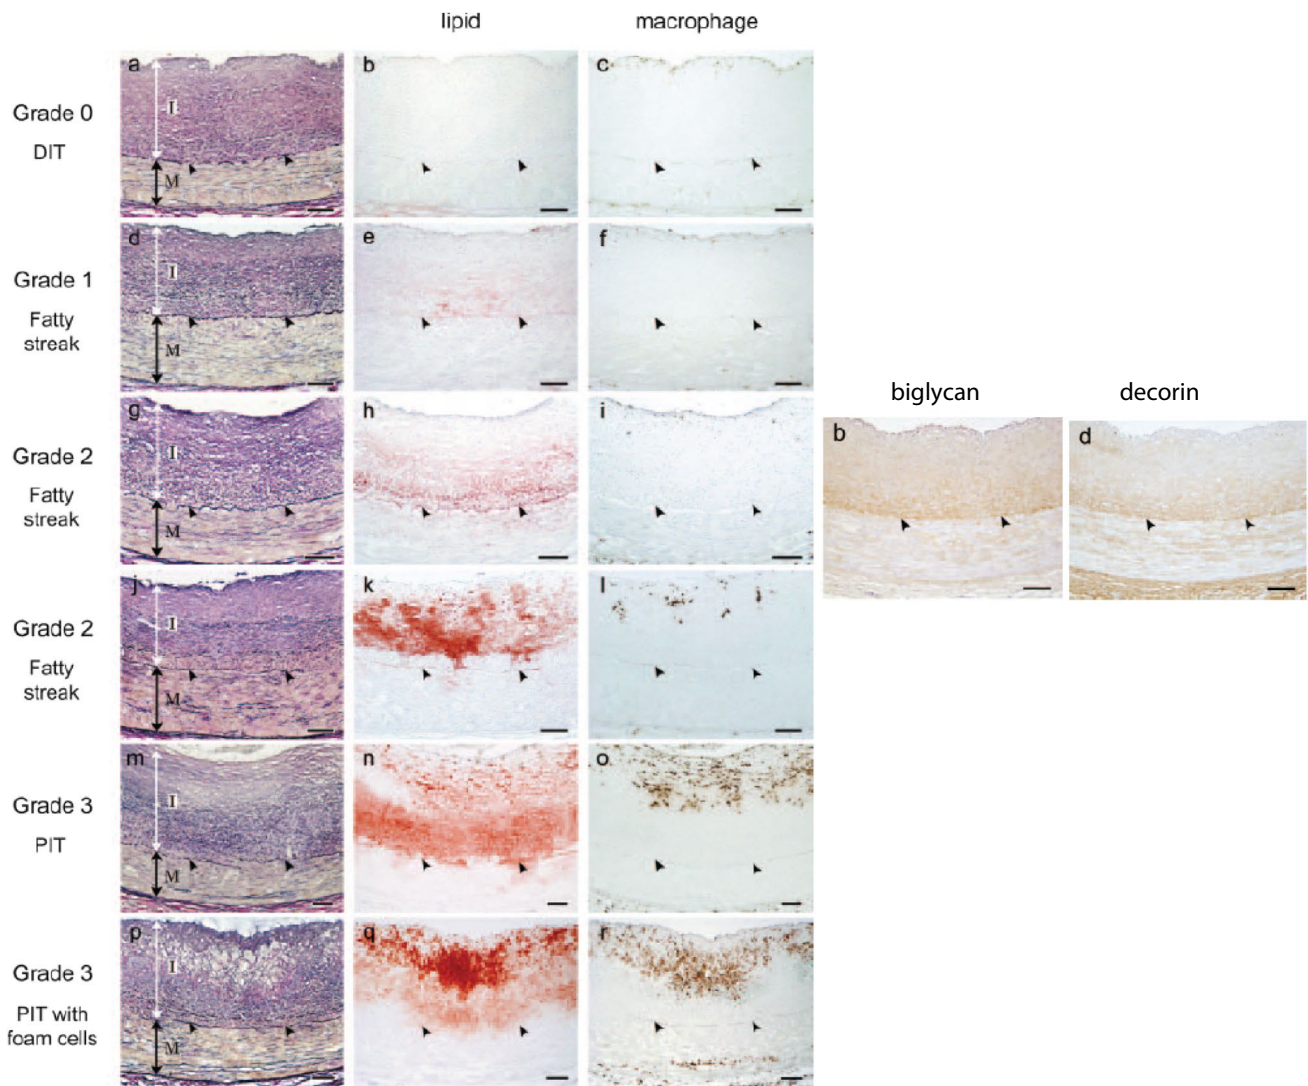 lipid macrophage
Grade 0
DIT
a I M b c
Grade 1
Fatty
streak
d I M e f
Grade 2
Fatty
streak
g I M h i
biglycan decorin
b d
Grade 2
Fatty
streak
j I M k l
Grade 3
PIT
m I M n o
Grade 3
PIT with
foam cells
p I M q r